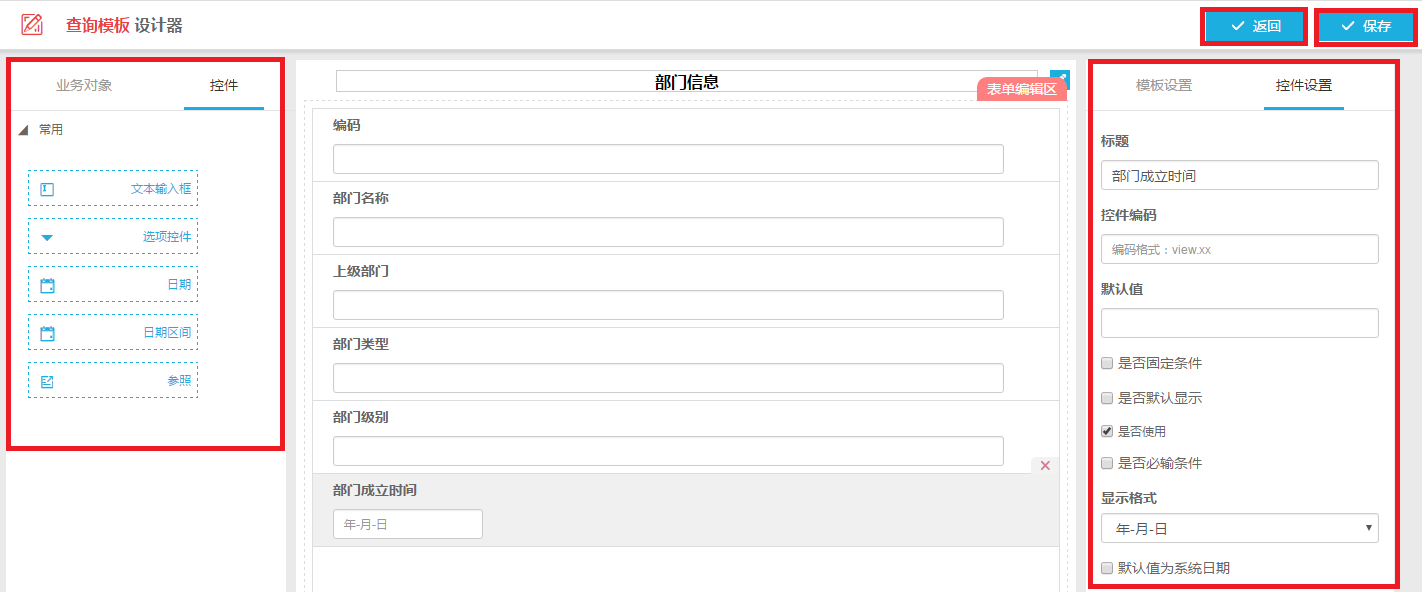 查询模板 设计器
返回
保存
业务对象
控件
常用
文本输入框
选项控件
日期
日期区间
参照
部门信息
表单编辑区
编码
部门名称
上级部门
部门类型
部门级别
部门成立时间
年-月-日
模板设置
控件设置
标题
部门成立时间
控件编码
编码格式：view.xx
默认值
是否固定条件
是否默认显示
是否使用
是否必输条件
显示格式
年-月-日
默认值为系统日期